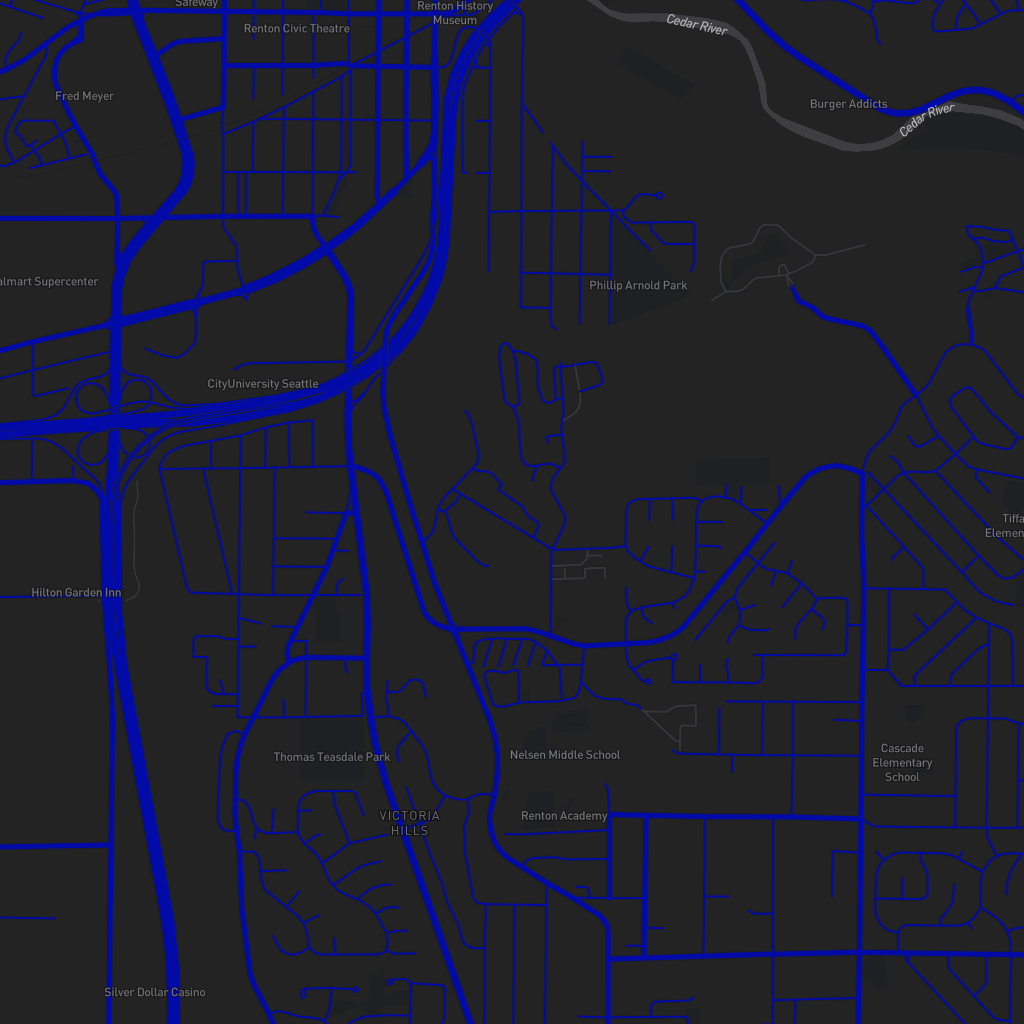 Safeway
Renton History
Museum
Renton Civic Theatre
Cedar River
Fred Meyer
Burger Addicts
Cedar River
almart Supercenter
Phillip Arnold Park
CityUniversity Seattle
Tiffa
Elemen
Hilton Garden Inn
Thomas Teasdale Park
Nelsen Middle School
Cascade
Elementary
School
VICTORIA
HILLS
Renton Academy
Silver Dollar Casino